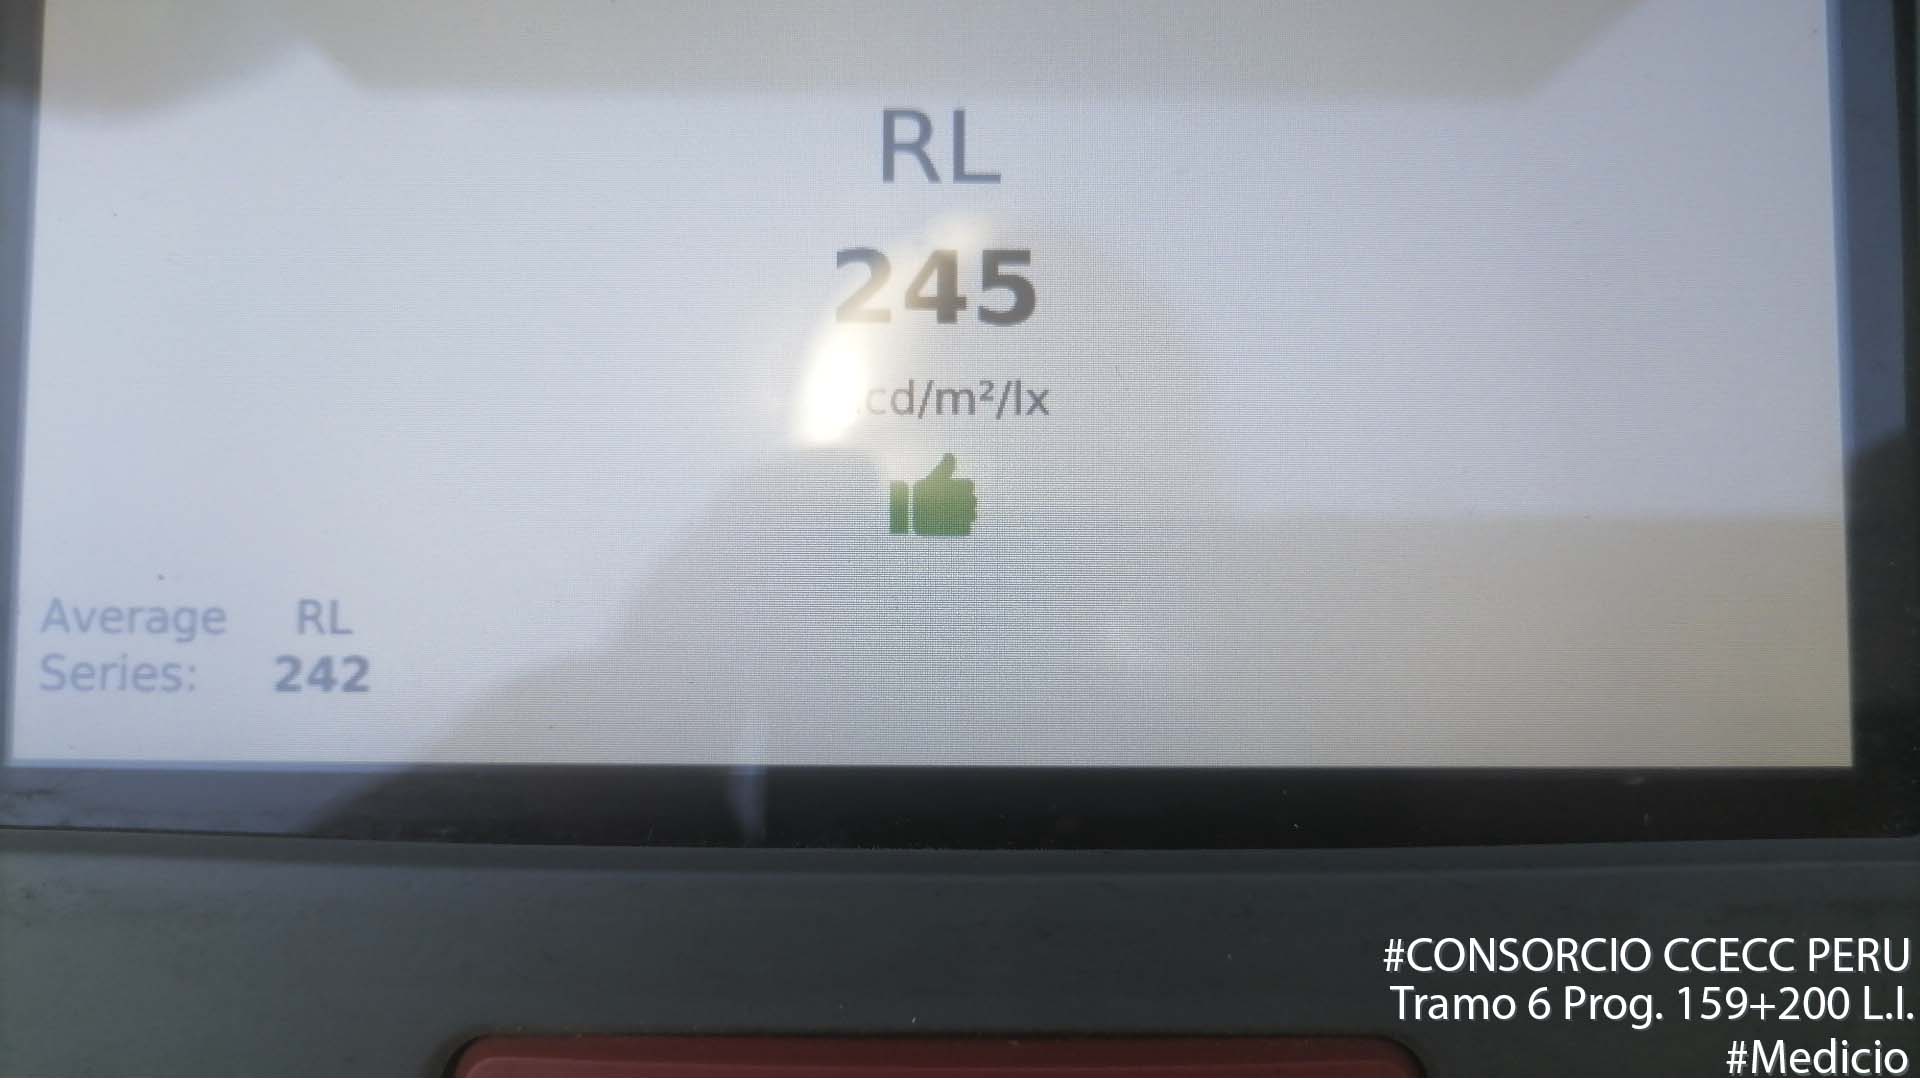 RL
245
cd/m²/lx
Average RL
Series: 242
#CONSORCIO CCECC PERU
Tramo 6 Prog. 159+200 L.I.
#Medicio